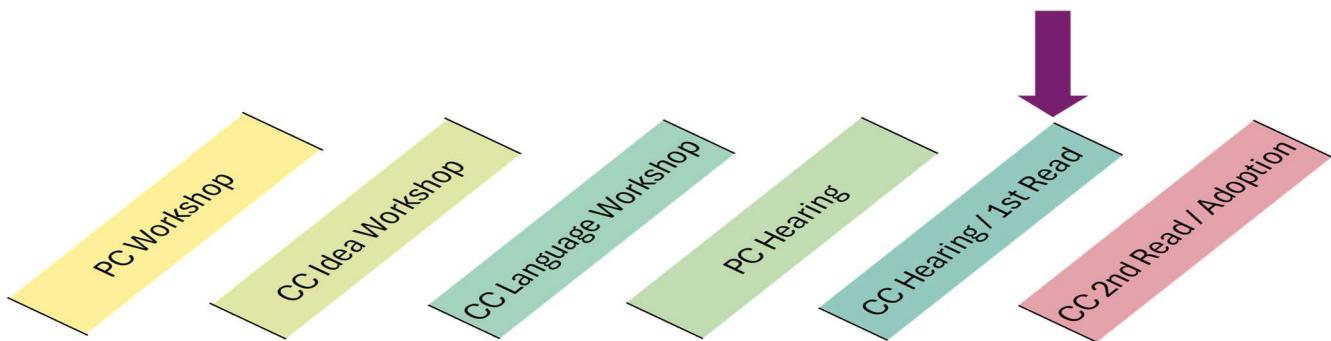 PC Workshop
CC Idea Workshop
CC Language Workshop
PC Hearing
CC Hearing / 1st Read
CC 2nd Read / Adoption